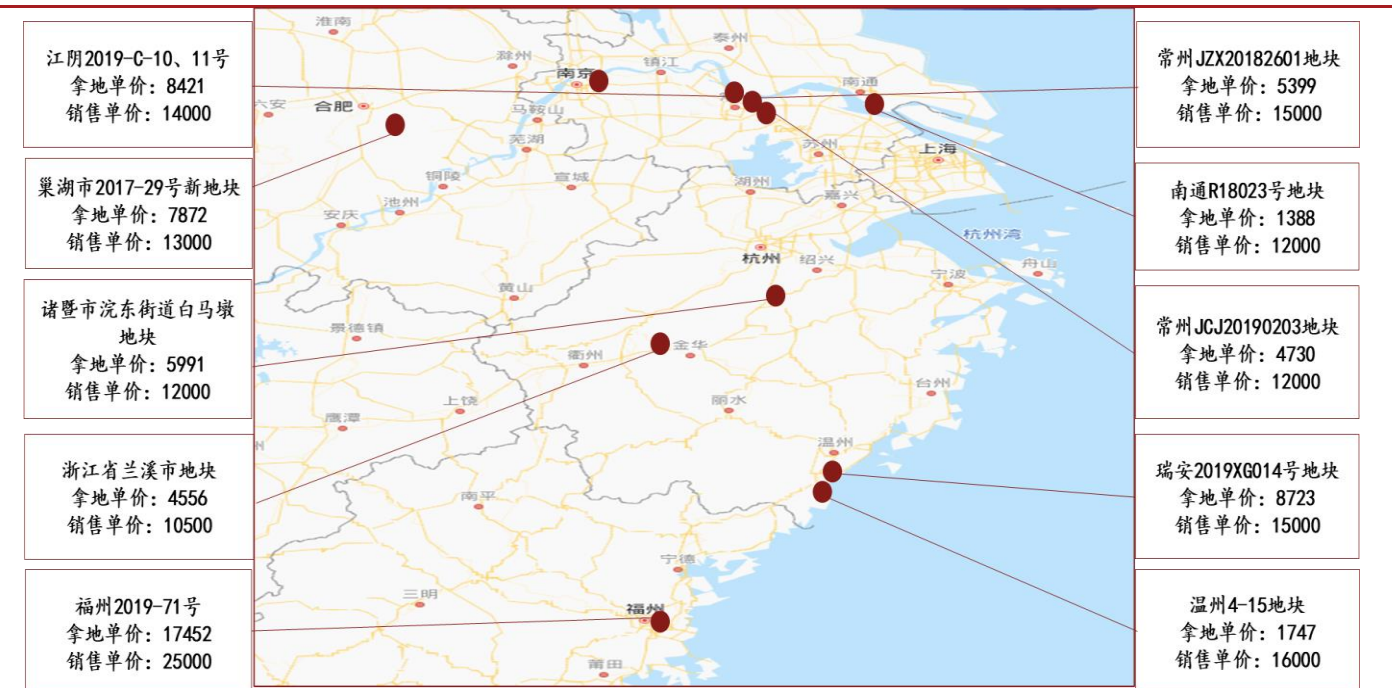 江阴2019-C-10、11号
拿地单价：8421
销售单价：14000
巢湖市2017-29号新地块
拿地单价：7872
销售单价：13000
诸暨市浣东街道白马墩
地块
拿地单价：5991
销售单价：12000
浙江省兰溪市地块
拿地单价：4556
销售单价：10500
福州2019-71号
拿地单价：17452
销售单价：25000
淮南
滁州
泰州
镇江
南京
南通
六安
合肥
马鞍山
芜湖
苏州
上海
铜陵
宣城
湖州
嘉兴
安庆
池州
杭州湾
杭州
绍兴
宁波
舟山
黄山
景德镇
衢州
金华
台州
上饶
丽水
鹰潭
温州
南平
宁德
三明
福州
莆田
常州JZX20182601地块
拿地单价：5399
销售单价：15000
南通R18023号地块
拿地单价：1388
销售单价：12000
常州JCJ20190203地块
拿地单价：4730
销售单价：12000
瑞安2019XG014号地块
拿地单价：8723
销售单价：15000
温州4-15地块
拿地单价：1747
销售单价：16000